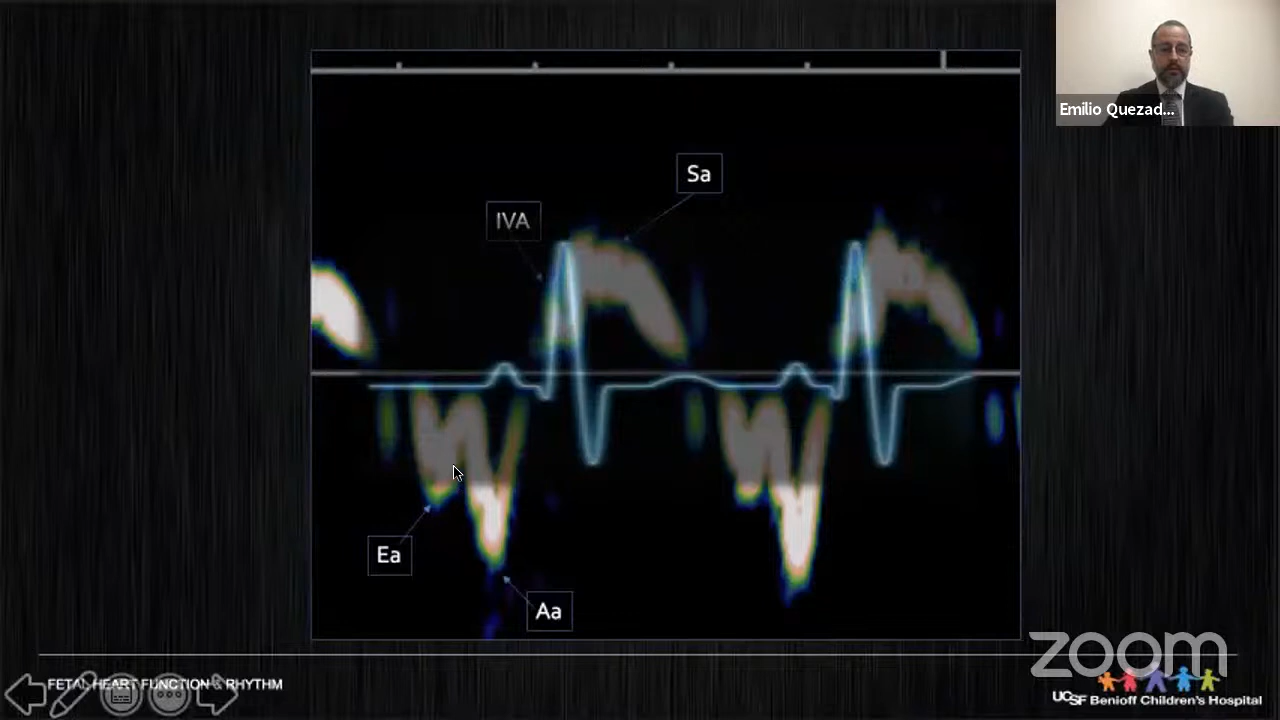 Emilio Quezad...
Sa
IVA
Ea
Aa
zoom
FETAL HEART FUNCTION & RHYTHM
UCSF Benioff Children's Hospital